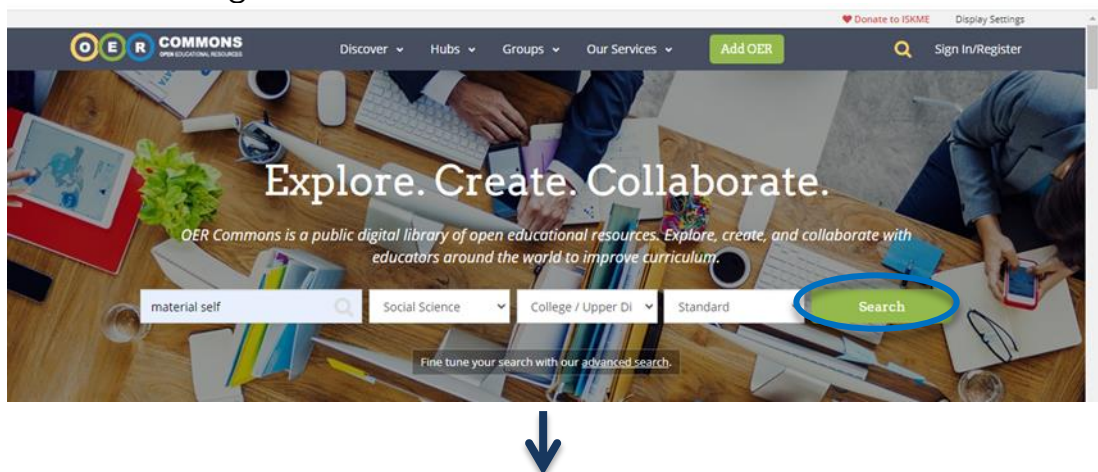 Donate to ISKME Display Settings
OER COMMONS
OPEN EDUCATIONAL RESOURCES
Discover Hubs Groups Our Services Add OER Sign In/Register
Explore. Create. Collaborate.
OER Commons is a public digital library of open educational resources. Explore, create, and collaborate with
educators around the world to improve curriculum.
material self Social Science College / Upper Di Standard Search
Fine tune your search with our advanced search.